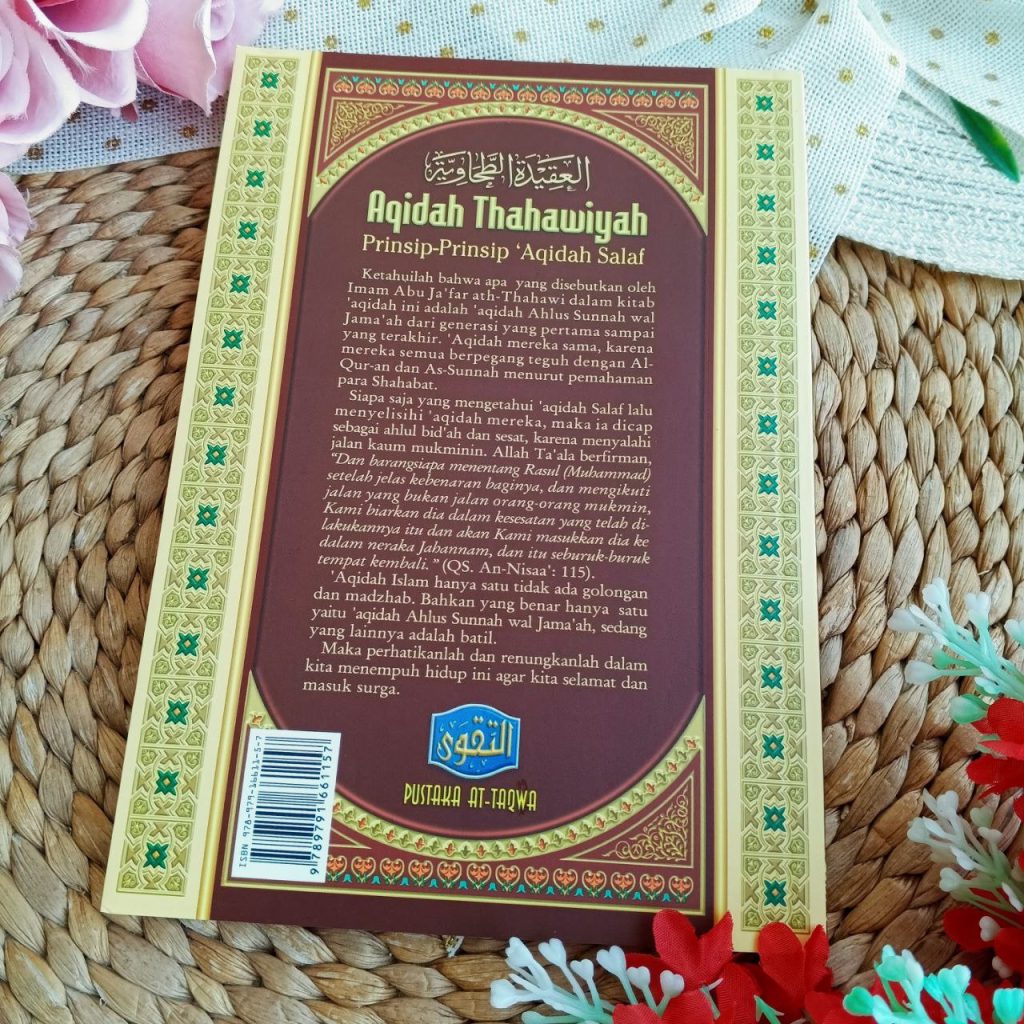 العقيدة الطحاوية
Aqidah Thahawiyah
Prinsip-Prinsip ‘Aqidah Salaf
Ketahuilah bahwa apa yang disebutkan oleh
Imam Abu Ja'far ath-Thahawi dalam kitab
'aqidah ini adalah 'aqidah Ahlus Sunnah wal
Jama'ah dari generasi yang pertama sampai
yang terakhir. 'Aqidah mereka sama, karena
mereka semua berpegang teguh dengan Al-
Qur-an dan As-Sunnah menurut pemahaman
para Shahabat.
Siapa saja yang mengetahui 'aqidah Salaf lalu
menyelisihi 'aqidah mereka, maka ia dicap
sebagai ahlul bid'ah dan sesat, karena menyalahi
jalan kaum mukminin. Allah Ta'ala berfirman,
“Dan barangsiapa menentang Rasul (Muhammad)
setelah jelas kebenaran baginya, dan mengikuti
jalan yang bukan jalan orang-orang mukmin,
Kami biarkan dia dalam kesesatan yang telah di-
lakukannya itu dan akan Kami masukkan dia ke
dalam neraka Jahannam, dan itu seburuk-buruk
tempat kembali.” (QS. An-Nisaa': 115).
'Aqidah Islam hanya satu tidak ada golongan
dan madzhab. Bahkan yang benar hanya satu
yaitu 'aqidah Ahlus Sunnah wal Jama'ah, sedang
yang lainnya adalah batil.
Maka perhatikanlah dan renungkanlah dalam
kita menempuh hidup ini agar kita selamat dan
masuk surga.
التقوى
PUSTAKA AT-TAQWA
ISBN 978-979-16611-5-7
9 789791 661157